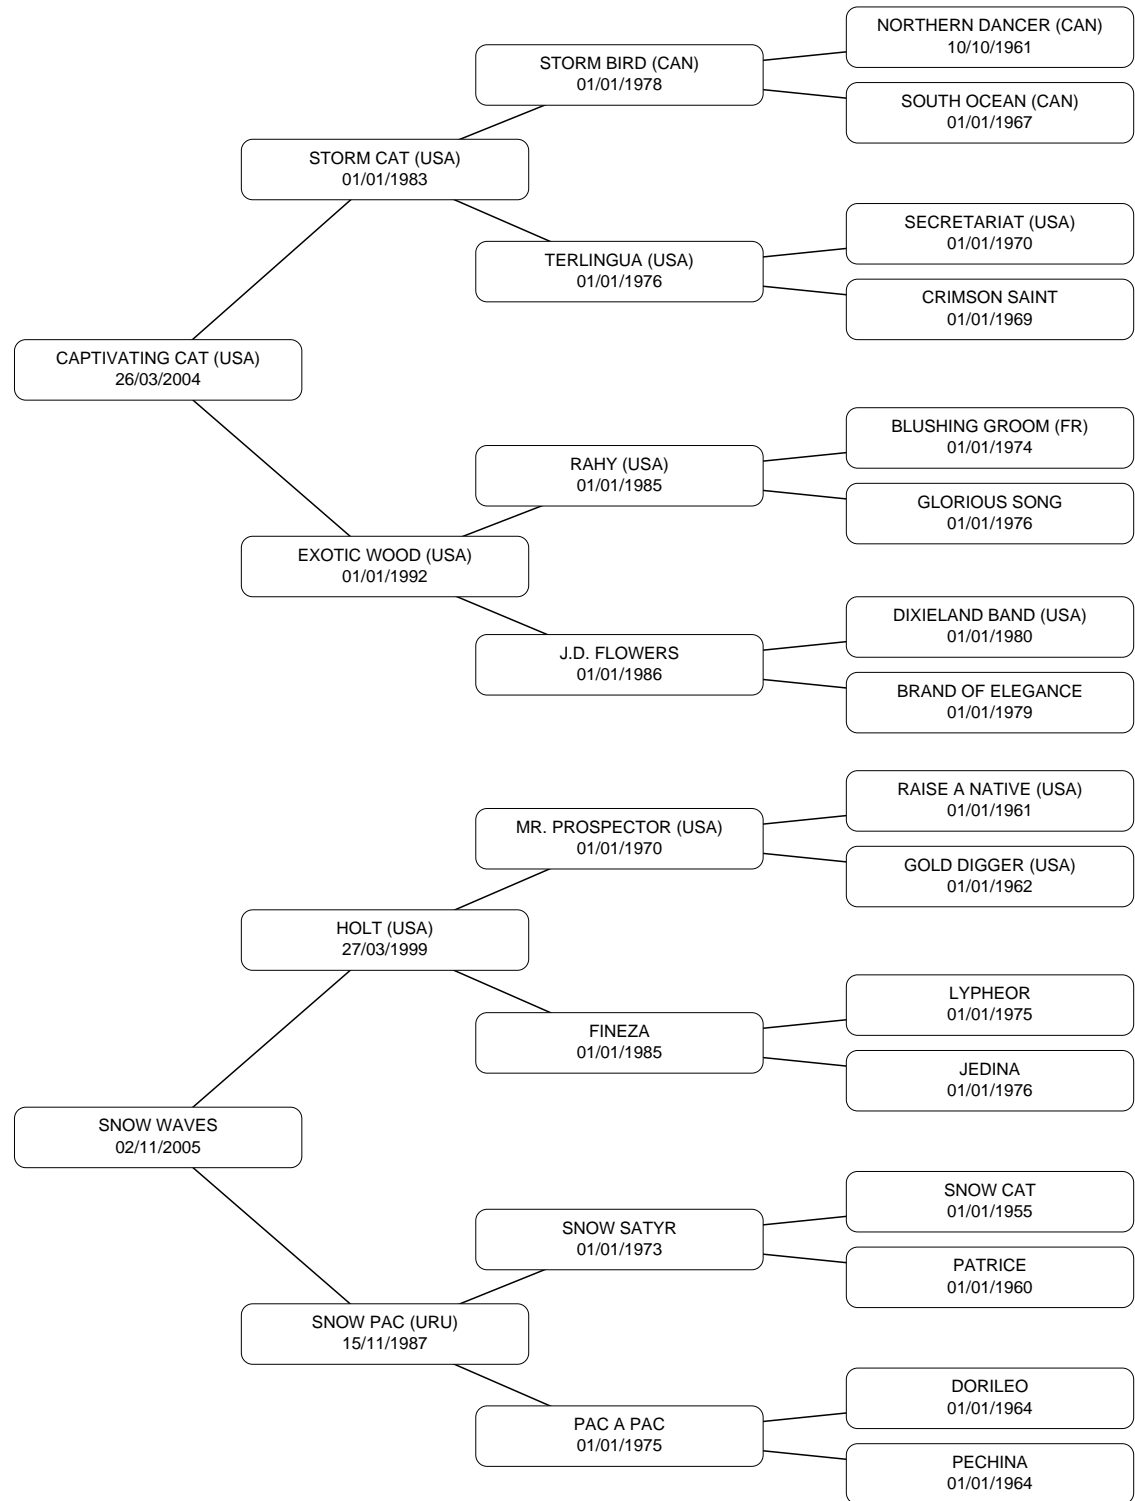 NORTHERN DANCER (CAN)
10/10/1961
STORM BIRD (CAN)
01/01/1978
SOUTH OCEAN (CAN)
01/01/1967
STORM CAT (USA)
01/01/1983
SECRETARIAT (USA)
01/01/1970
TERLINGUA (USA)
01/01/1976
CRIMSON SAINT
01/01/1969
CAPTIVATING CAT (USA)
26/03/2004
BLUSHING GROOM (FR)
01/01/1974
RAHY (USA)
01/01/1985
GLORIOUS SONG
01/01/1976
EXOTIC WOOD (USA)
01/01/1992
DIXIELAND BAND (USA)
01/01/1980
J.D. FLOWERS
01/01/1986
BRAND OF ELEGANCE
01/01/1979
RAISE A NATIVE (USA)
01/01/1961
MR. PROSPECTOR (USA)
01/01/1970
GOLD DIGGER (USA)
01/01/1962
HOLT (USA)
27/03/1999
LYPHEOR
01/01/1975
FINEZA
01/01/1985
JEDINA
01/01/1976
SNOW WAVES
02/11/2005
SNOW CAT
01/01/1955
SNOW SATYR
01/01/1973
PATRICE
01/01/1960
SNOW PAC (URU)
15/11/1987
DORILEO
01/01/1964
PAC A PAC
01/01/1975
PECHINA
01/01/1964